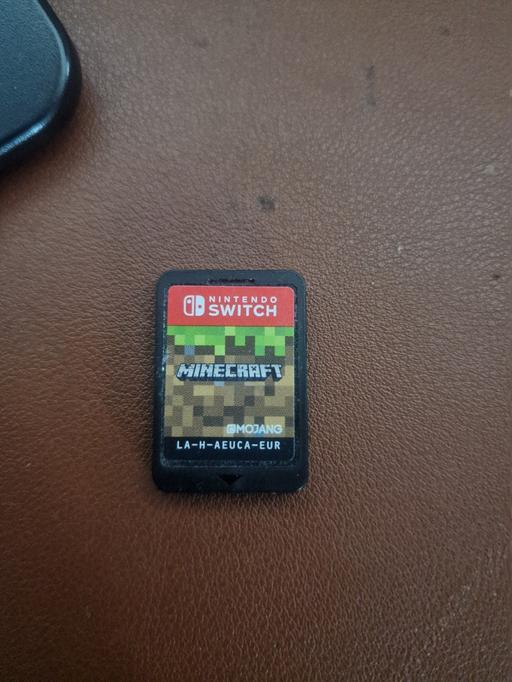 NINTENDO
SWITCH
MINECRAFT
MOJANG
LA-H-AEUCA-EUR